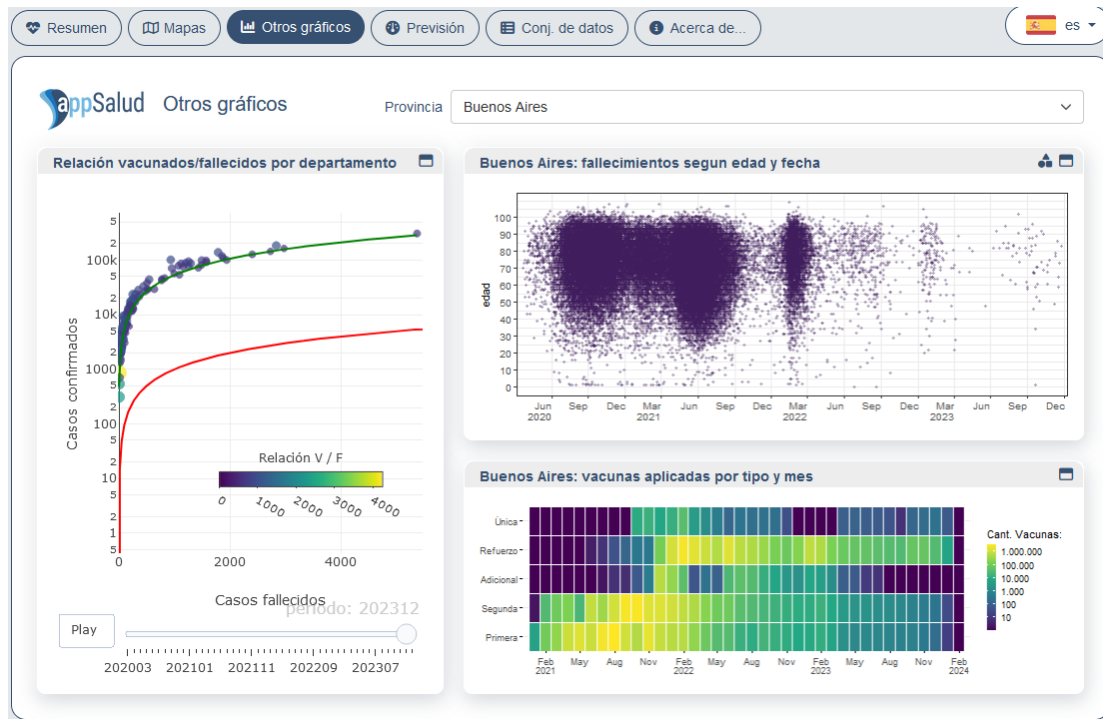 Resumen Mapas Otros gráficos Previsión Conj. de datos Acerca de... es
appSalud Otros gráficos Provincia Buenos Aires
Relación vacunados/fallecidos por departamento
5
2
100k
5
2
10k
5
2
1000
5
2
100
5
2
10
5
2
1
5
Casos confirmados
Relación V / F
0 1000 2000 3000 4000
0 2000 4000
Casos fallecidos
periodo: 202312
Play
202003 202101 202111 202209 202307
Buenos Aires: fallecimientos segun edad y fecha
100
90
80
70
60
50
40
30
20
10
0
edad
Jun Sep Dec Mar Jun Sep Dec Mar Jun Sep Dec Mar Jun Sep Dec
2020 2021 2022 2023
Buenos Aires: vacunas aplicadas por tipo y mes
Única
Refuerzo
Adicional
Segunda
Primera
Feb May Aug Nov Feb May Aug Nov Feb May Aug Nov Feb
2021 2022 2023 2024
Cant. Vacunas:
1.000.000
100.000
10.000
1.000
100
10